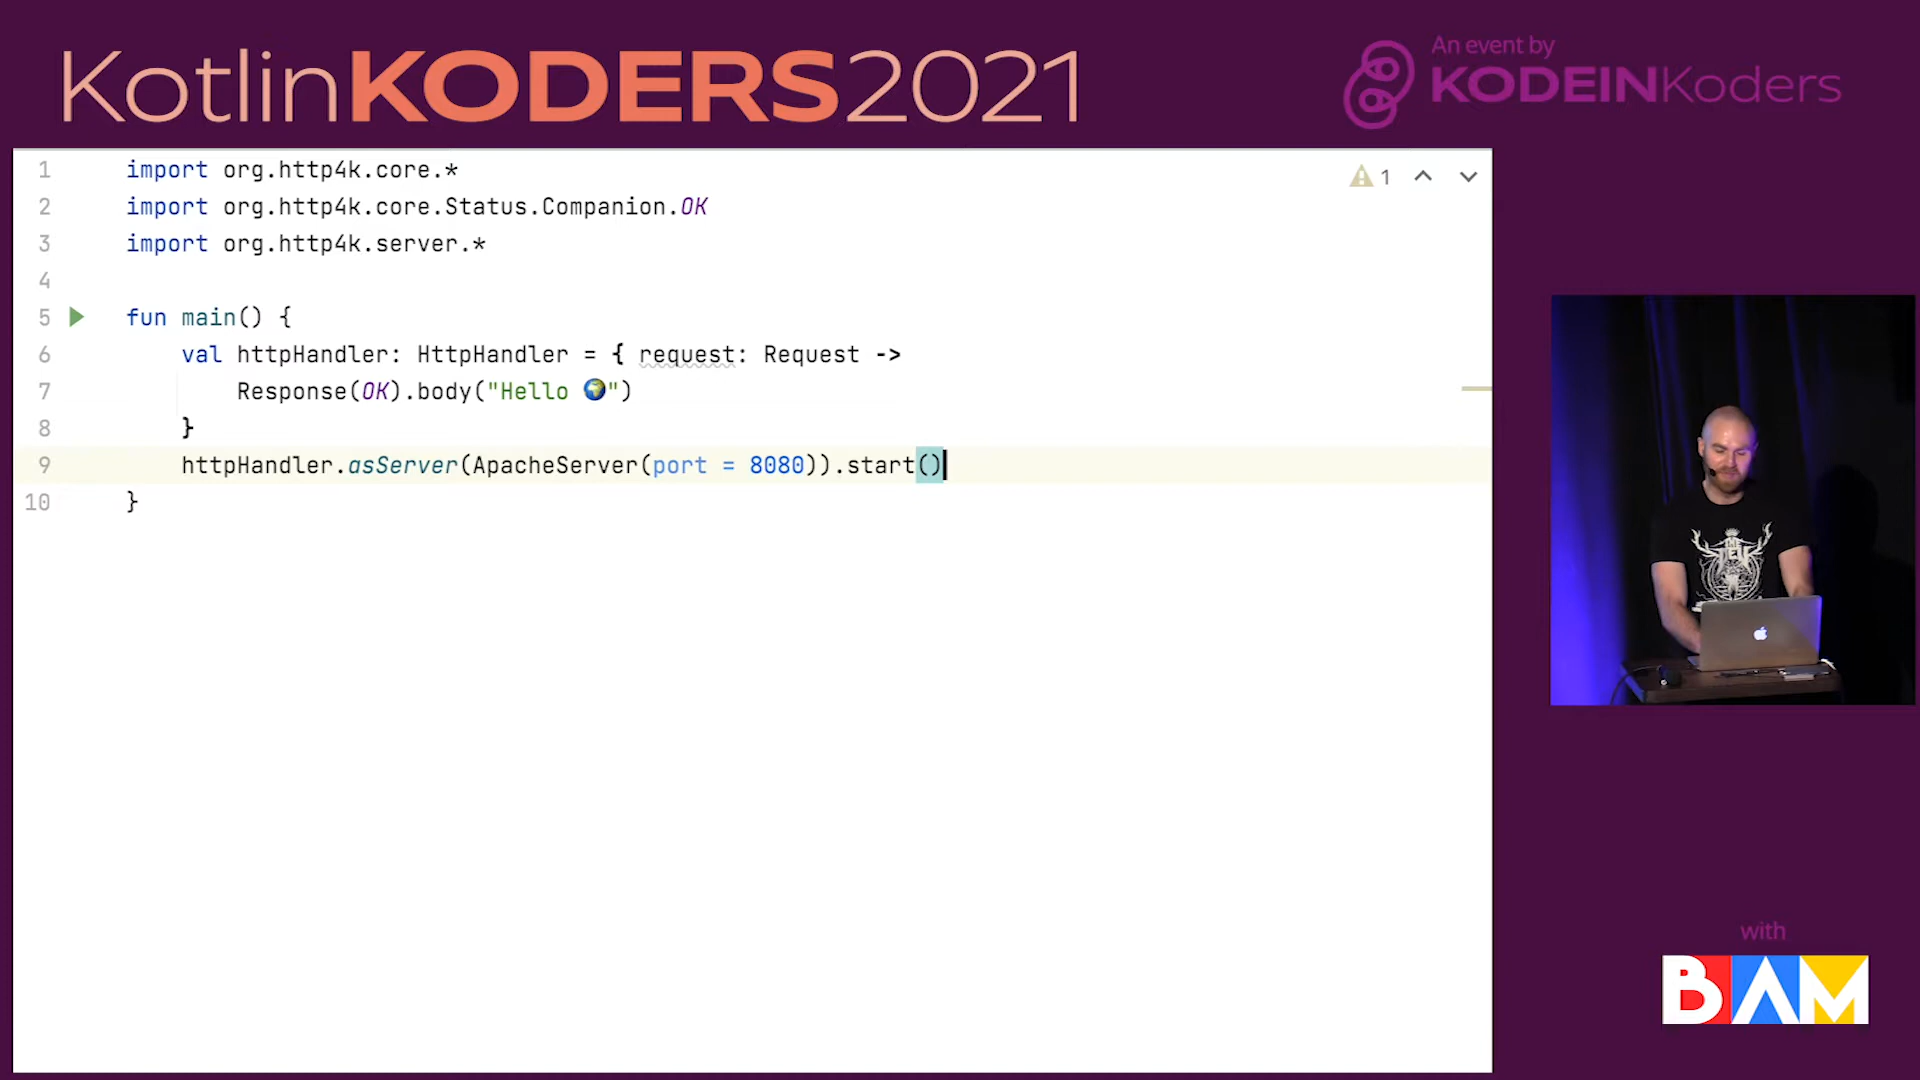 KotlinKODERS2021
An event by
KODEINKoders
1 import org.http4k.core.*
2 import org.http4k.core.Status.Companion.OK
3 import org.http4k.server.*
4
5 fun main() {
6 val httpHandler: HttpHandler = { request: Request ->
7 Response(OK).body("Hello 🌍")
8 }
9 httpHandler.asServer(ApacheServer(port = 8080)).start()
10 }
1
with
BAM